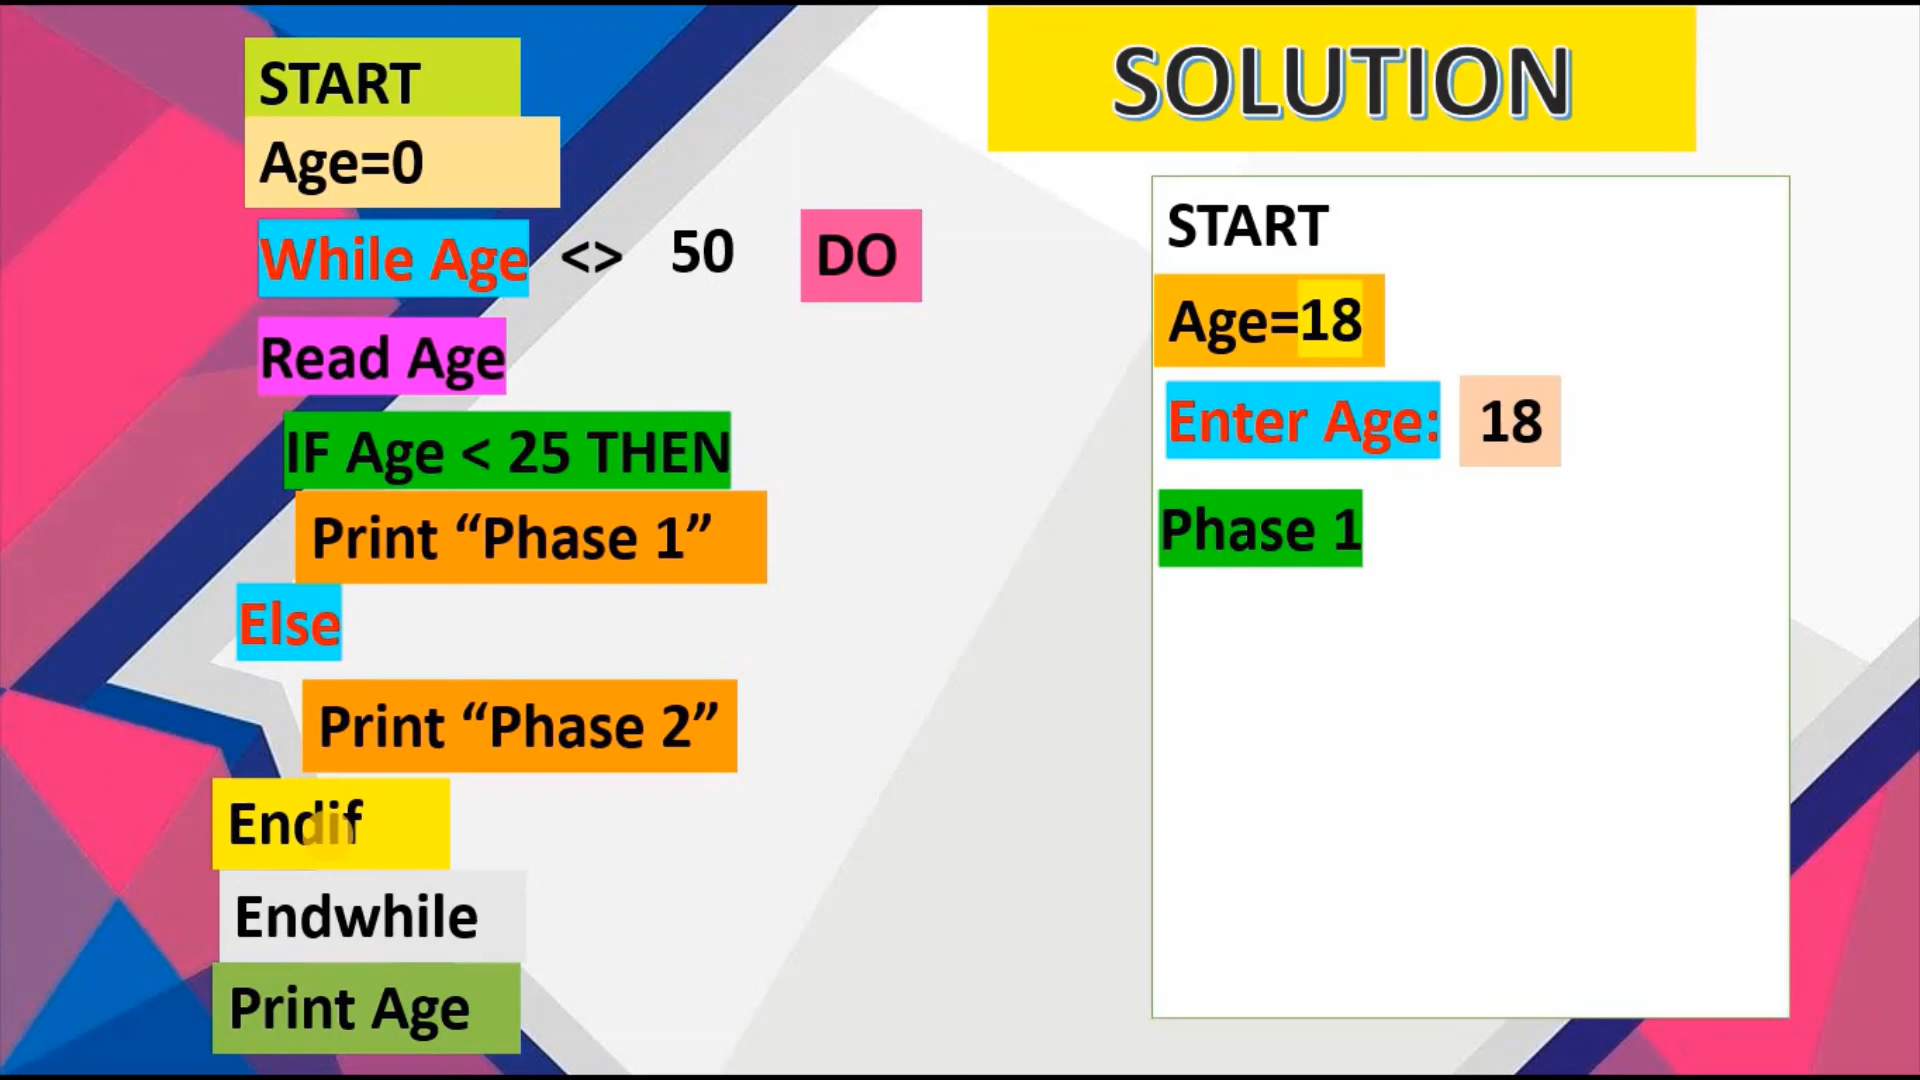 START
Age=0
While Age <> 50 DO
Read Age
IF Age < 25 THEN
Print “Phase 1”
Else
Print “Phase 2”
Endif
Endwhile
Print Age
SOLUTION
START
Age=18
Enter Age: 18
Phase 1